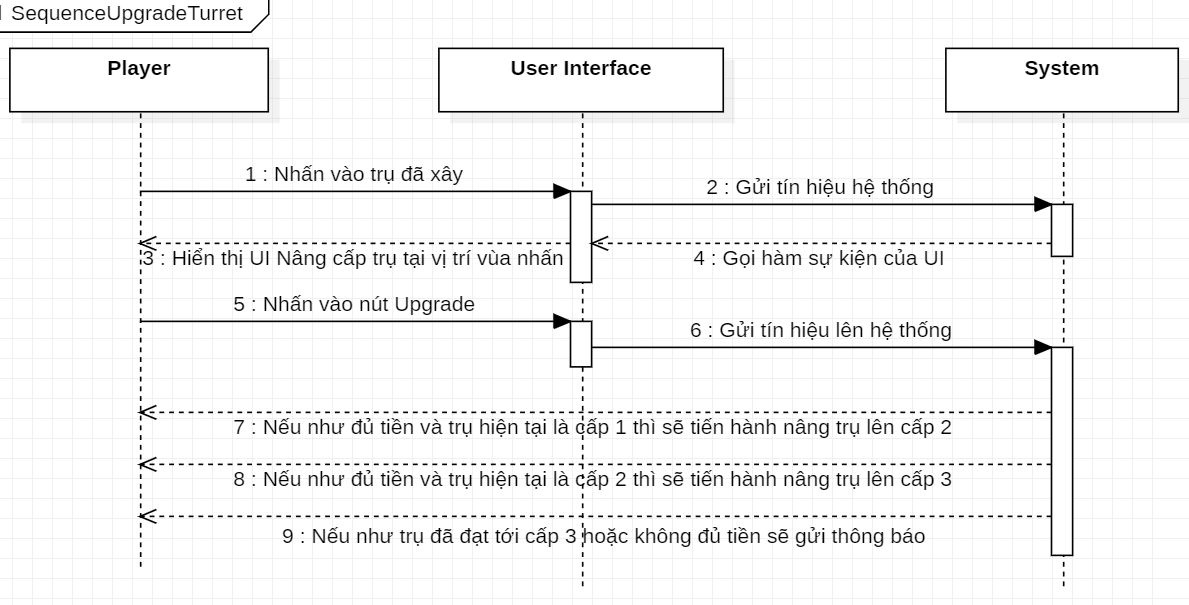 SequenceUpgradeTurret
Player
User Interface
System
1 : Nhấn vào trụ đã xây
2 : Gửi tín hiệu hệ thống
3 : Hiển thị UI Nâng cấp trụ tại vị trí vừa nhấn
4 : Gọi hàm sự kiện của UI
5 : Nhấn vào nút Upgrade
6 : Gửi tín hiệu lên hệ thống
7 : Nếu như đủ tiền và trụ hiện tại là cấp 1 thì sẽ tiến hành nâng trụ lên cấp 2
8 : Nếu như đủ tiền và trụ hiện tại là cấp 2 thì sẽ tiến hành nâng trụ lên cấp 3
9 : Nếu như trụ đã đạt tới cấp 3 hoặc không đủ tiền sẽ gửi thông báo